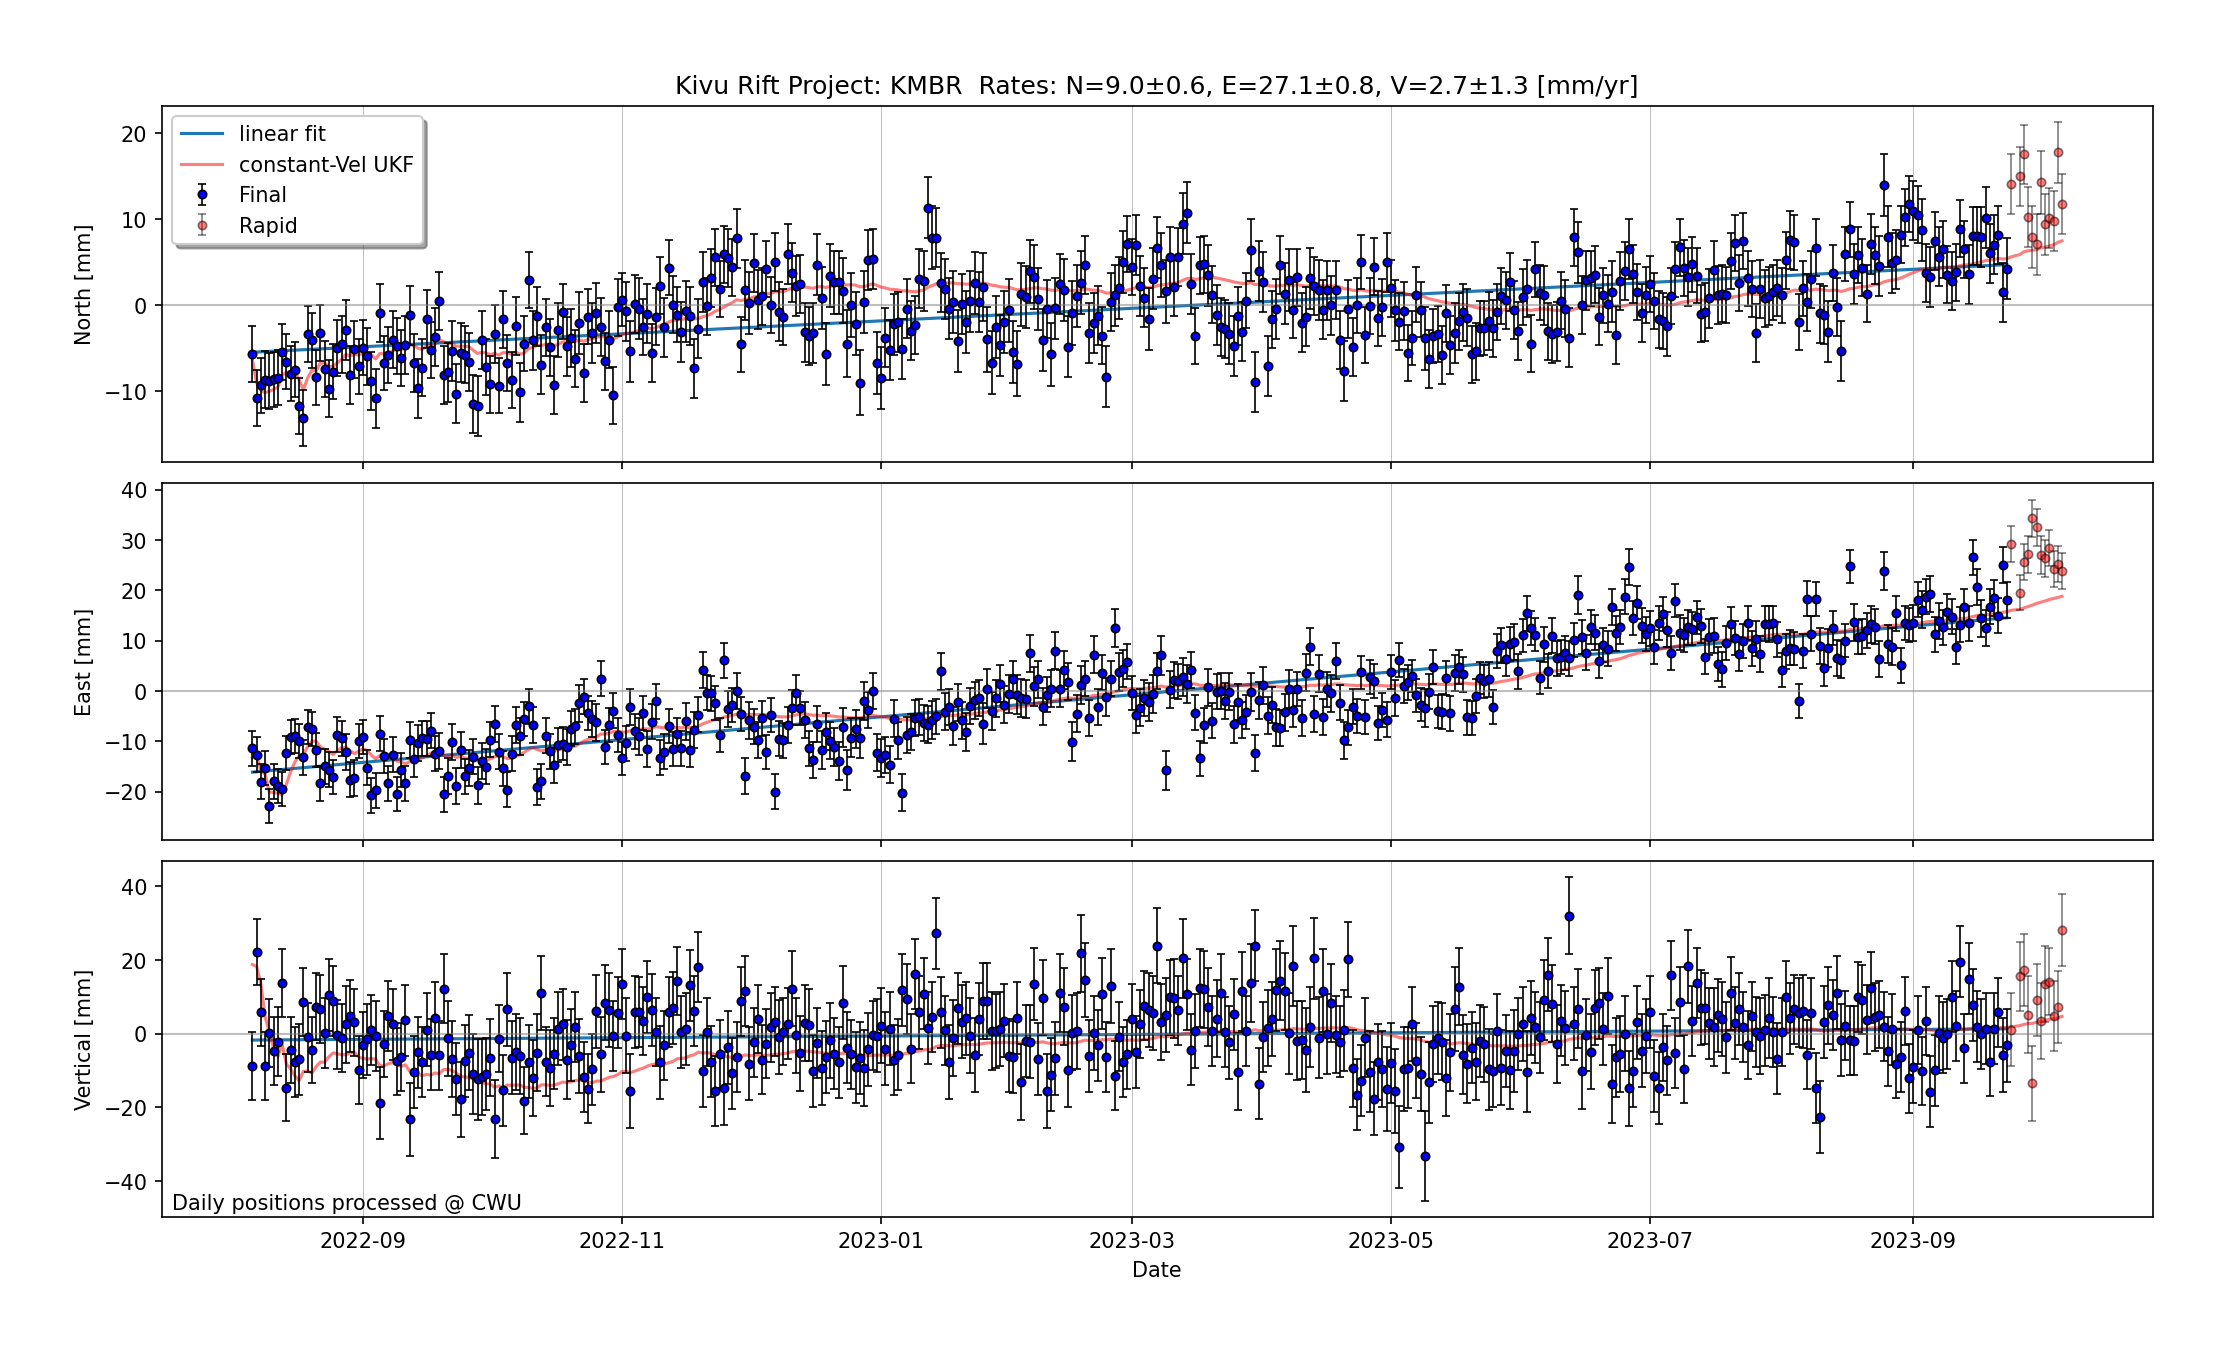 Kivu Rift Project: KMBR  Rates: N=9.0±0.6, E=27.1±0.8, V=2.7±1.3 [mm/yr]
linear fit
constant-Vel UKF
Final
Rapid
North [mm]
20
10
0
−10
East [mm]
40
30
20
10
0
−10
−20
Vertical [mm]
40
20
0
−20
−40
Daily positions processed @ CWU
2022-09 2022-11 2023-01 2023-03 2023-05 2023-07 2023-09
Date